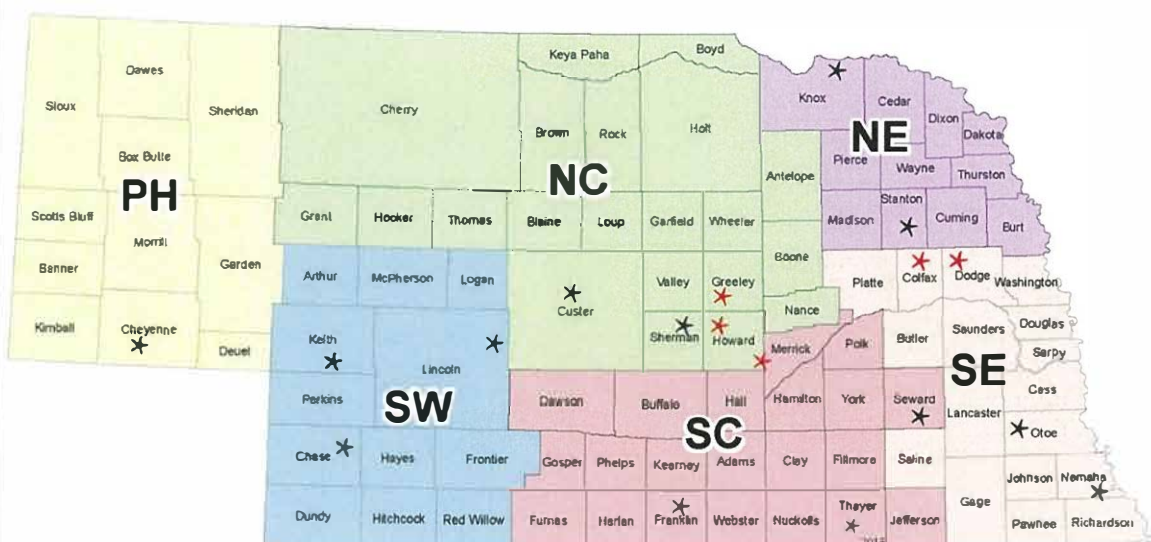 Keya Paha
Boyd
Dawes
Sioux
Sheridan
Cherry
Knox
Cedar
Dixon
Dakota
Brown
Rock
Holt
NE
Box Butte
Pierce
Wayne
Thurston
Antelope
PH
NC
Stanton
Scotts Bluff
Grant
Hooker
Thomas
Blaine
Loup
Garfield
Wheeler
Madison
Cuming
Burt
Morrill
Boone
Banner
Garden
Arthur
McPherson
Logan
Valley
Greeley
Platte
Colfax
Dodge
Washington
Custer
Nance
Kimball
Cheyenne
Deuel
Keith
Sherman
Howard
Merrick
Polk
Butler
Saunders
Douglas
Sarpy
Lincoln
SE
Perkins
SW
Dawson
Buffalo
Hall
Hamilton
York
Seward
Cass
Lancaster
Otoe
SC
Chase
Hayes
Frontier
Gosper
Phelps
Kearney
Adams
Clay
Fillmore
Saline
Johnson
Nemaha
Gage
Dundy
Hitchcock
Red Willow
Furnas
Harlan
Franklin
Webster
Nuckolls
Thayer
Jefferson
Pawnee
Richardson